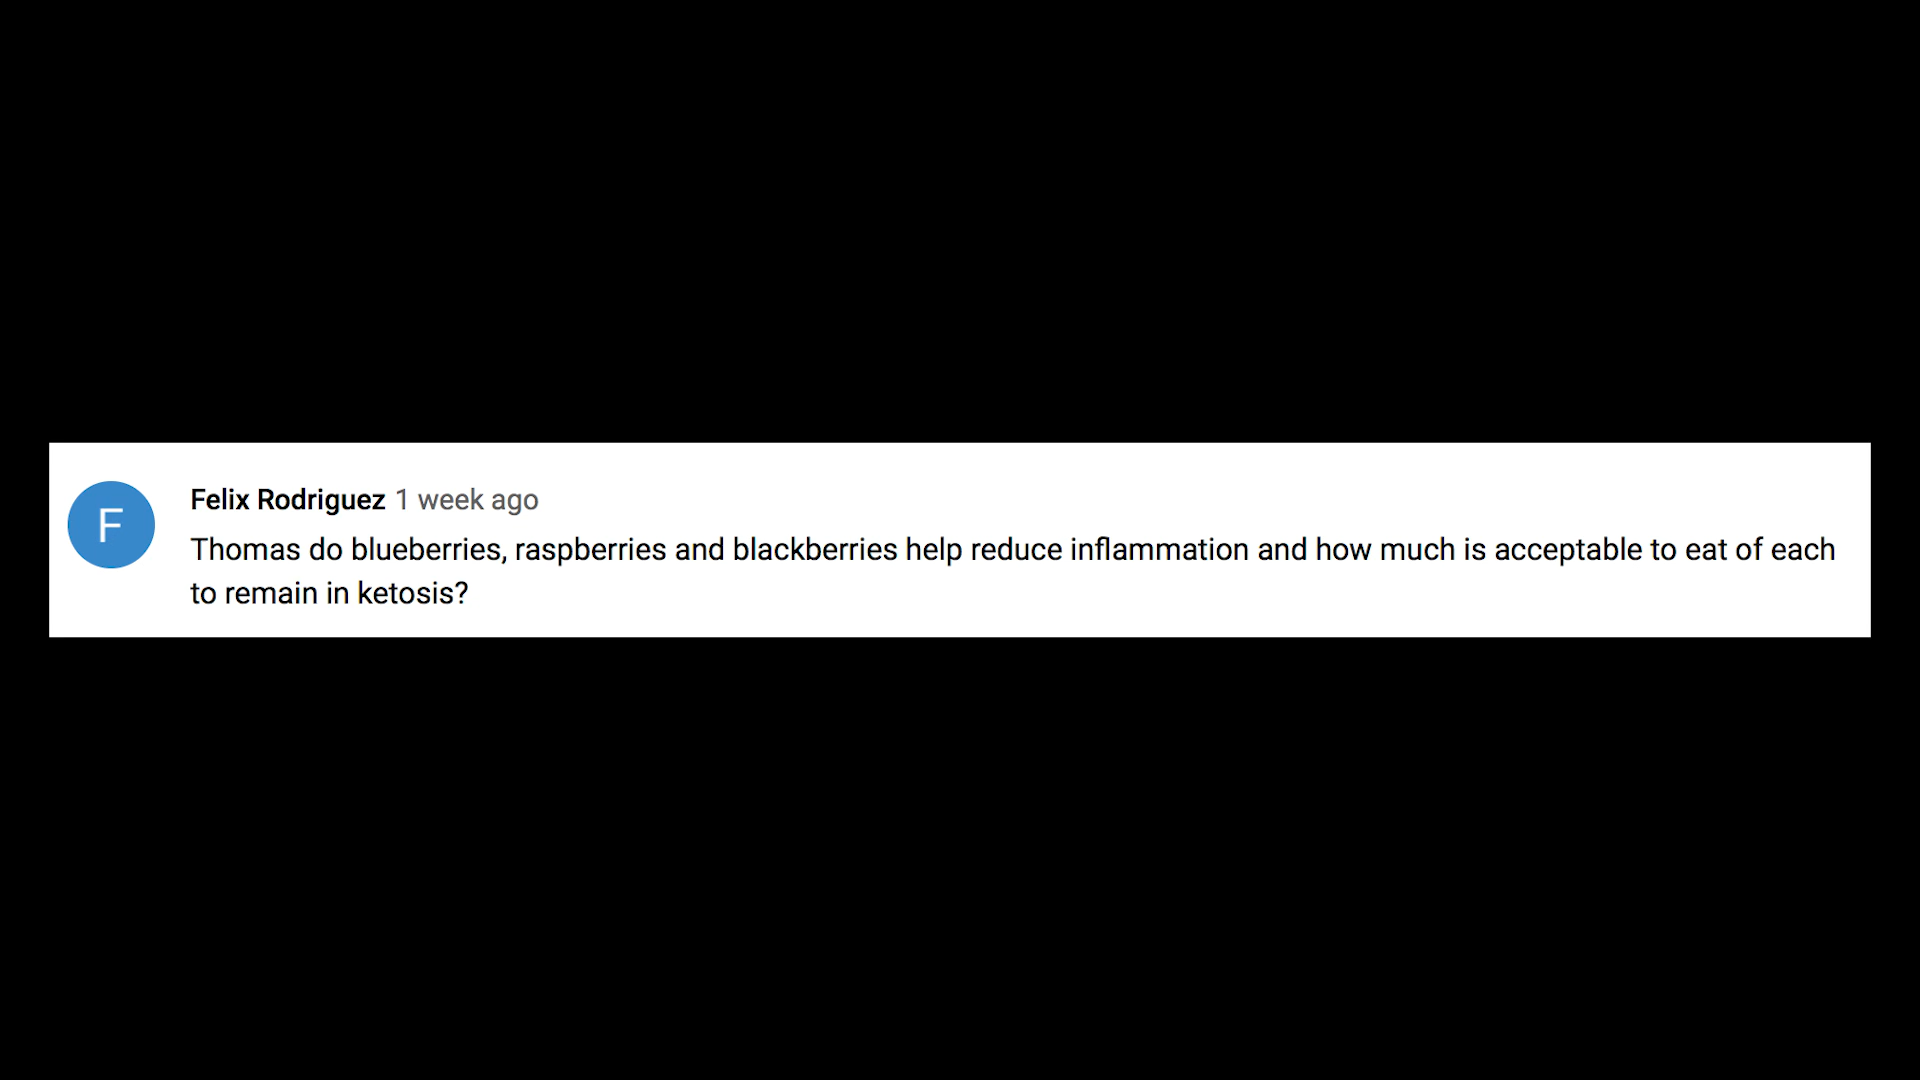 F
Felix Rodriguez 1 week ago
Thomas do blueberries, raspberries and blackberries help reduce inflammation and how much is acceptable to eat of each
to remain in ketosis?